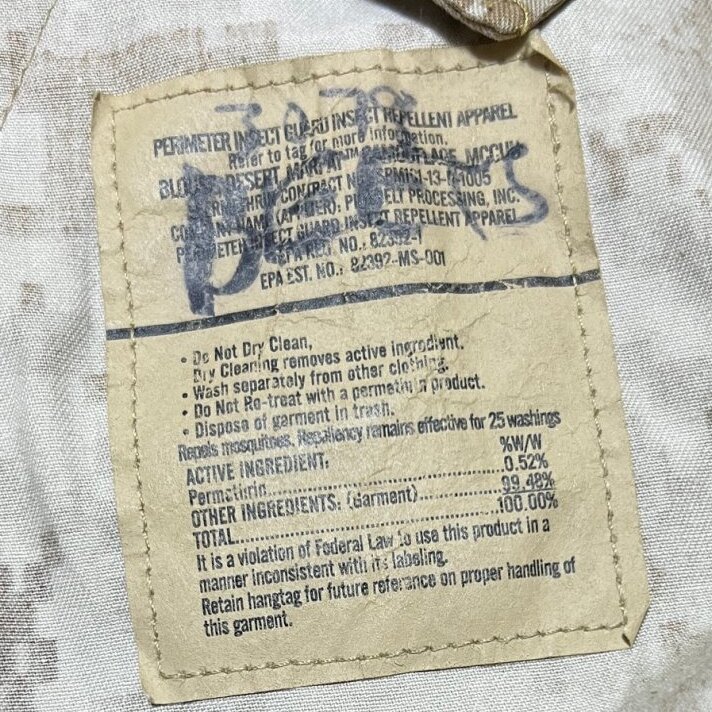 3078
PERIMETER INSECT GUARD INSECT REPELLENT APPAREL
Refer to tag for more information.
BLOUSE, DESERT, MARPAT™ CAMOUFLAGE, MCCUU
CONTRACT 13-1005
COMPANY NAME PROCESSING, INC.
PERIMETER INSECT GUARD INSECT REPELLENT APPAREL
EPA REG. NO.: 82392-1
EPA EST. NO.: 82392-MS-001
• Do Not Dry Clean,
Dry Cleaning removes active ingredient.
• Wash separately from other clothing.
• Do Not Re-treat with a permethrin product.
• Dispose of garment in trash.
Repels mosquitoes. Repellency remains effective for 25 washings
%W/W
ACTIVE INGREDIENT:
Permethrin..............................0.52%
OTHER INGREDIENTS: (Garment)..............99.48%
TOTAL..............................100.00%
It is a violation of Federal Law to use this product in a
manner inconsistent with its labeling.
Retain hangtag for future reference on proper handling of
this garment.